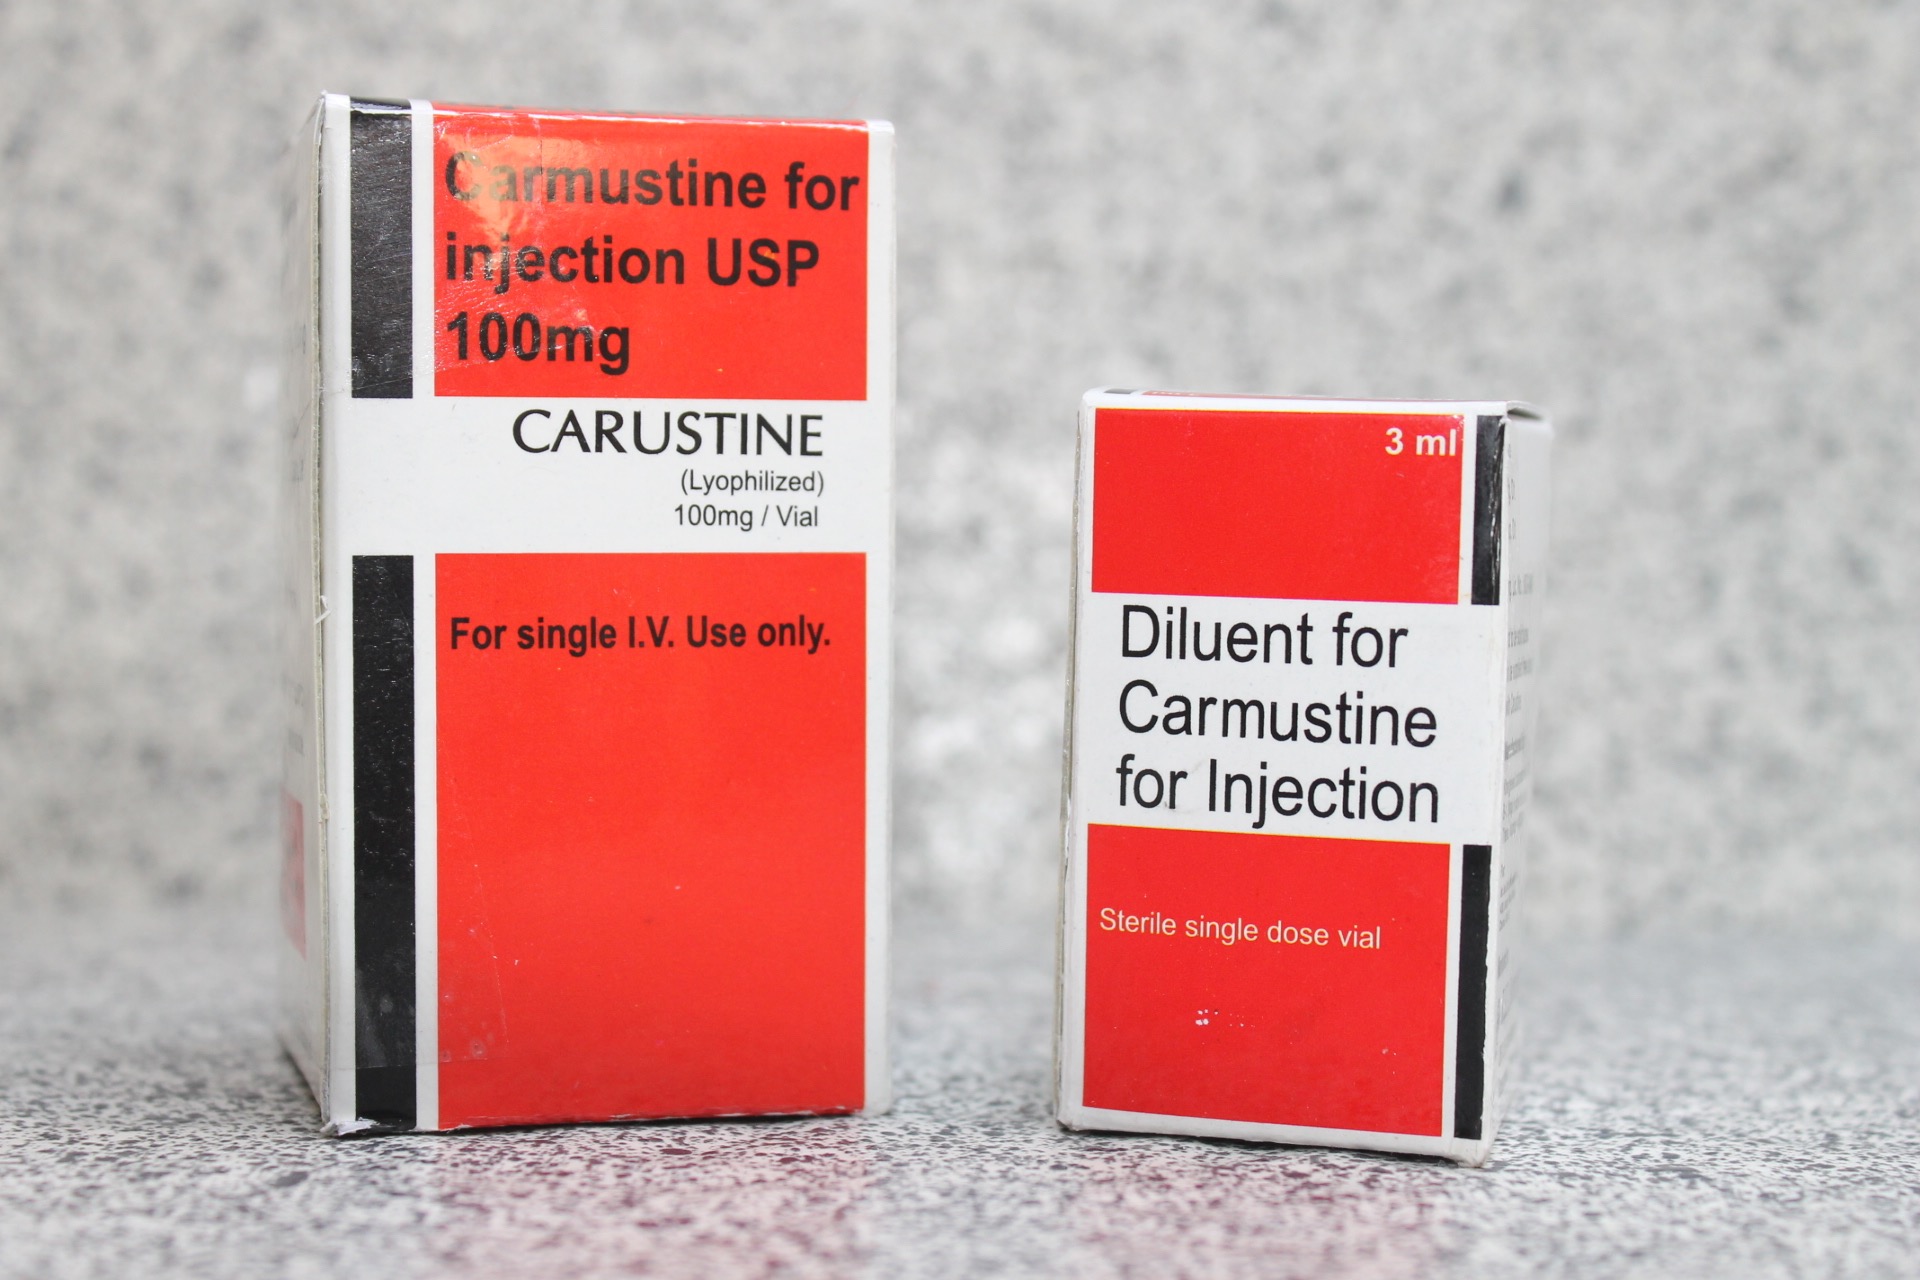 Carmustine for
injection USP
100mg
CARUSTINE
(Lyophilized)
100mg / Vial
For single I.V. Use only.
3 ml
Diluent for
Carmustine
for Injection
Sterile single dose vial